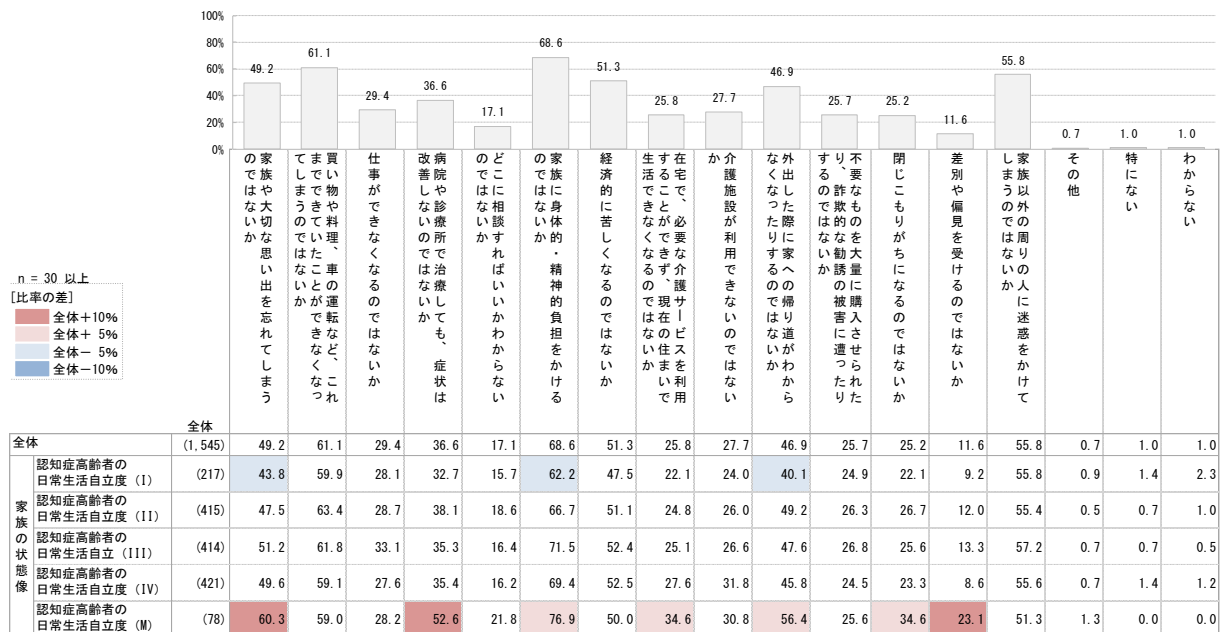 100%
80%
60%
40%
20%
0%
49.2
61.1
29.4
36.6
17.1
68.6
51.3
25.8
27.7
46.9
25.7
25.2
11.6
55.8
0.7
1.0
1.0
家族や大切な思い出を忘れてしまう
のではないか
買い物や料理、車の運転など、これ
までできていたことができなくなっ
てしまうのではないか
仕事ができなくなるのではないか
病院や診療所で治療しても、症状は
改善しないのではないか
どこに相談すればいいかわからない
のではないか
家族に身体的・精神的負担をかける
のではないか
経済的に苦しくなるのではないか
在宅で、必要な介護サービスを利用
することができず、現在の住まいで
生活できなくなるのではないか
介護施設が利用できないのではない
か
外出した際に家への帰り道がわから
なくなったりするのではないか
不要なものを大量に購入させられた
り、詐欺的な勧誘の被害に遭ったり
するのではないか
閉じこもりがちになるのではないか
差別や偏見を受けるのではないか
家族以外の周りの人に迷惑をかけて
しまうのではないか
その他
特にない
わからない
n = 30 以上
[比率の差]
全体+10%
全体+ 5%
全体- 5%
全体-10%
全体
全体 (1,545) 49.2 61.1 29.4 36.6 17.1 68.6 51.3 25.8 27.7 46.9 25.7 25.2 11.6 55.8 0.7 1.0 1.0
家族の状態像
認知症高齢者の
日常生活自立度 (I) (217) 43.8 59.9 28.1 32.7 15.7 62.2 47.5 22.1 24.0 40.1 24.9 22.1 9.2 55.8 0.9 1.4 2.3
認知症高齢者の
日常生活自立度 (II) (415) 47.5 63.4 28.7 38.1 18.6 66.7 51.1 24.8 26.0 49.2 26.3 26.7 12.0 55.4 0.5 0.7 1.0
認知症高齢者の
日常生活自立 (III) (414) 51.2 61.8 33.1 35.3 16.4 71.5 52.4 25.1 26.6 47.6 26.8 25.6 13.3 57.2 0.7 0.7 0.5
認知症高齢者の
日常生活自立度 (IV) (421) 49.6 59.1 27.6 35.4 16.2 69.4 52.5 27.6 31.8 45.8 24.5 23.3 8.6 55.6 0.7 1.4 1.2
認知症高齢者の
日常生活自立度 (M) (78) 60.3 59.0 28.2 52.6 21.8 76.9 50.0 34.6 30.8 56.4 25.6 34.6 23.1 51.3 1.3 0.0 0.0